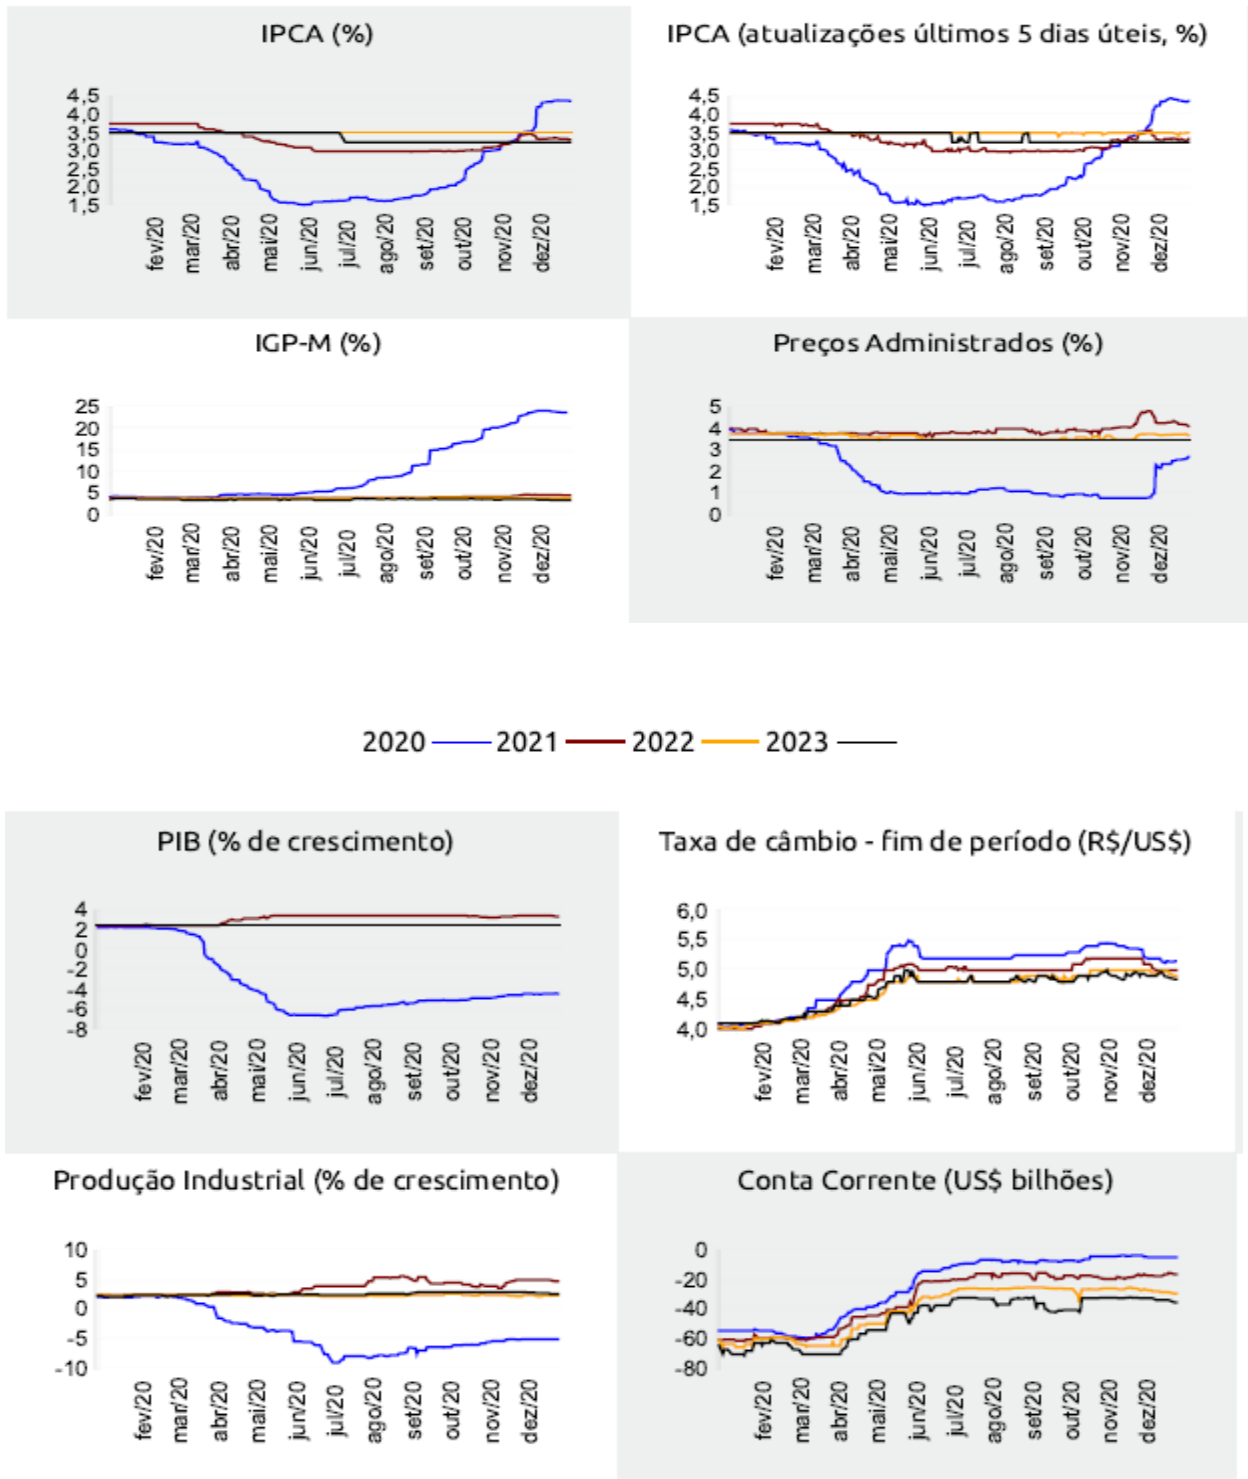 IPCA (%)
IPCA (atualizações últimos 5 dias úteis, %)
4,5
4,0
3,5
3,0
2,5
2,0
1,5
fev/20
mar/20
abr/20
mai/20
jun/20
jul/20
ago/20
set/20
out/20
nov/20
dez/20
4,5
4,0
3,5
3,0
2,5
2,0
1,5
fev/20
mar/20
abr/20
mai/20
jun/20
jul/20
ago/20
set/20
out/20
nov/20
dez/20
IGP-M (%)
Preços Administrados (%)
25
20
15
10
5
0
fev/20
mar/20
abr/20
mai/20
jun/20
jul/20
ago/20
set/20
out/20
nov/20
dez/20
5
4
3
2
1
0
fev/20
mar/20
abr/20
mai/20
jun/20
jul/20
ago/20
set/20
out/20
nov/20
dez/20
2020 2021 2022 2023
PIB (% de crescimento)
Taxa de câmbio - fim de período (R$/US$)
4
2
0
-2
-4
-6
-8
fev/20
mar/20
abr/20
mai/20
jun/20
jul/20
ago/20
set/20
out/20
nov/20
dez/20
6,0
5,5
5,0
4,5
4,0
fev/20
mar/20
abr/20
mai/20
jun/20
jul/20
ago/20
set/20
out/20
nov/20
dez/20
Produção Industrial (% de crescimento)
Conta Corrente (US$ bilhões)
10
5
0
-5
-10
fev/20
mar/20
abr/20
mai/20
jun/20
jul/20
ago/20
set/20
out/20
nov/20
dez/20
0
-20
-40
-60
-80
fev/20
mar/20
abr/20
mai/20
jun/20
jul/20
ago/20
set/20
out/20
nov/20
dez/20